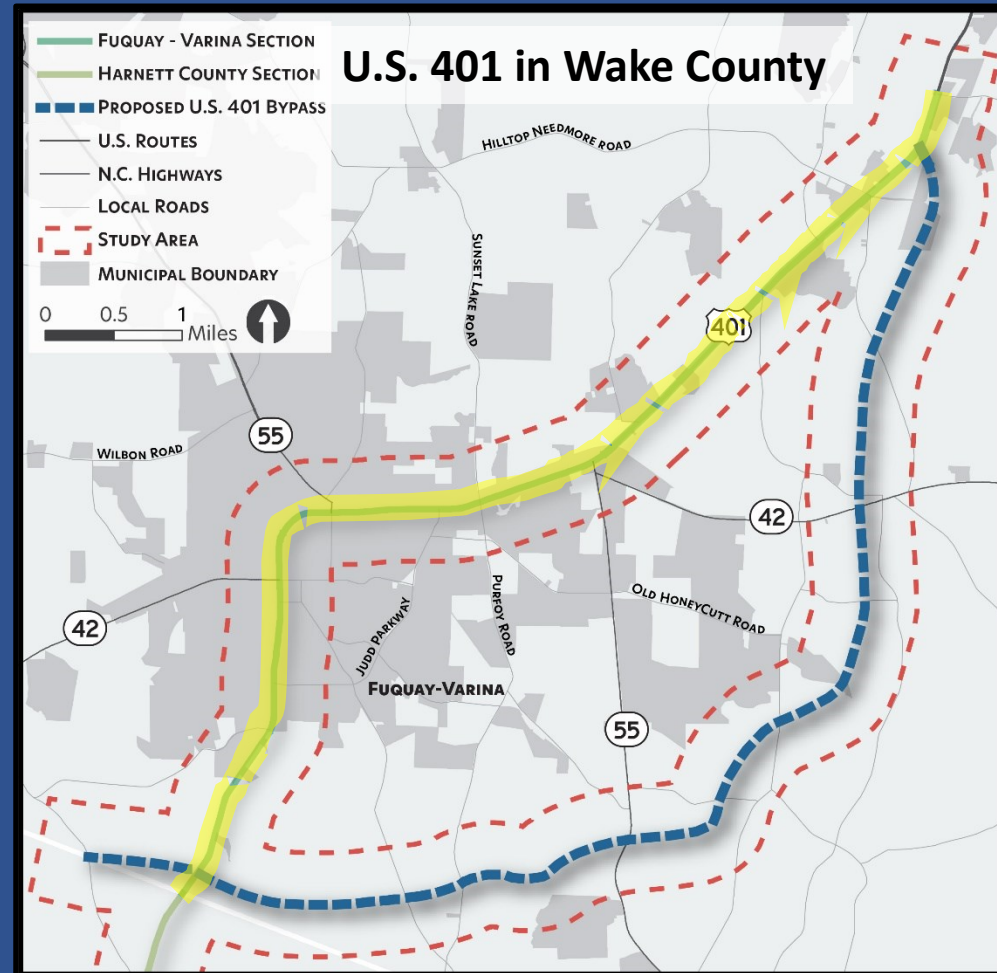 U.S. 401 in Wake County
FUQUAY - VARINA SECTION
HARNETT COUNTY SECTION
PROPOSED U.S. 401 BYPASS
U.S. ROUTES
N.C. HIGHWAYS
LOCAL ROADS
STUDY AREA
MUNICIPAL BOUNDARY
0 0.5 1
Miles
HILLTOP NEEDMORE ROAD
SUNSET LAKE ROAD
401
55
WILBON ROAD
42
OLD HONEYCUTT ROAD
PURFOY ROAD
JUDD PARKWAY
42
FUQUAY-VARINA
55